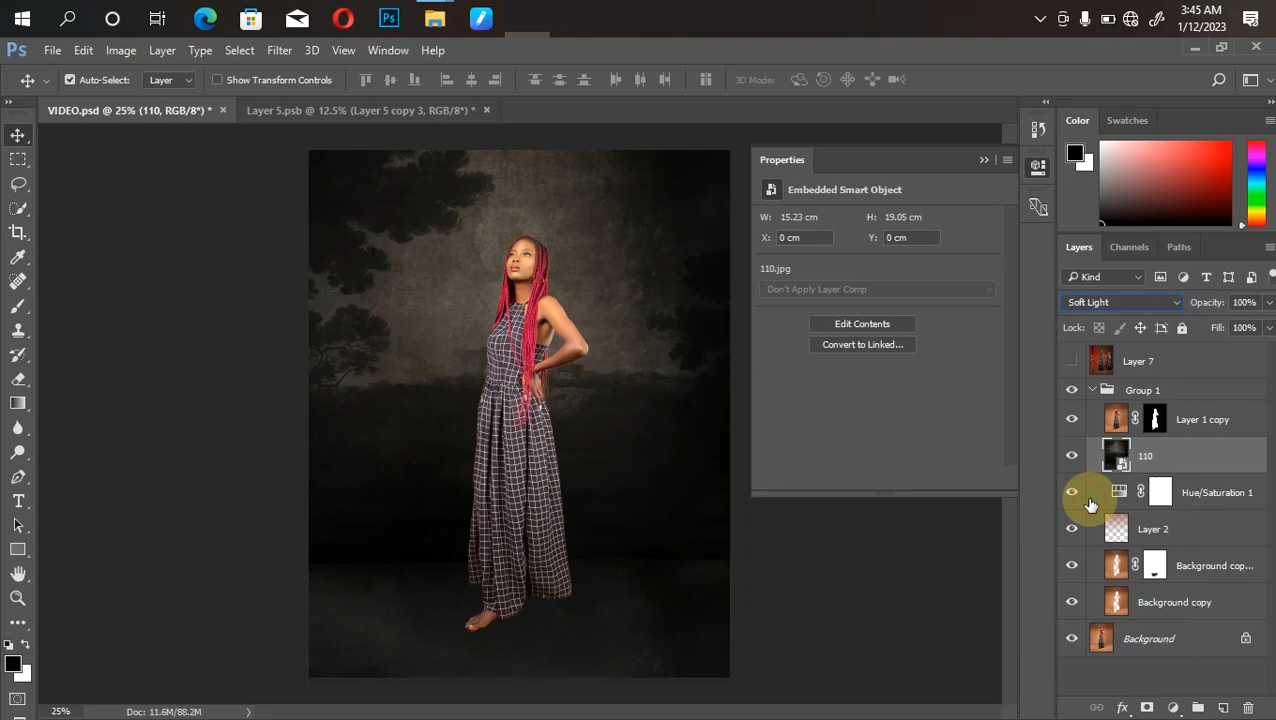 Ps
3:45 AM
1/12/2023
Ps File Edit Image Layer Type Select Filter 3D View Window Help
Auto-Select: Layer Show Transform Controls 3D Mode:
VIDEO.psd @ 25% (110, RGB/8*) * × Layer 5.psb @ 12.5% (Layer 5 copy 3, RGB/8*) * ×
Color Swatches
Properties
Embedded Smart Object
W: 15.23 cm H: 19.05 cm
X: 0 cm Y: 0 cm
110.jpg
Don't Apply Layer Comp
Edit Contents
Convert to Linked...
Layers Channels Paths
Kind
Soft Light Opacity: 100%
Lock: Fill: 100%
Layer 7
Group 1
Layer 1 copy
110
Hue/Saturation 1
Layer 2
Background cop...
Background copy
Background
25% Doc: 11.6M/88.2M